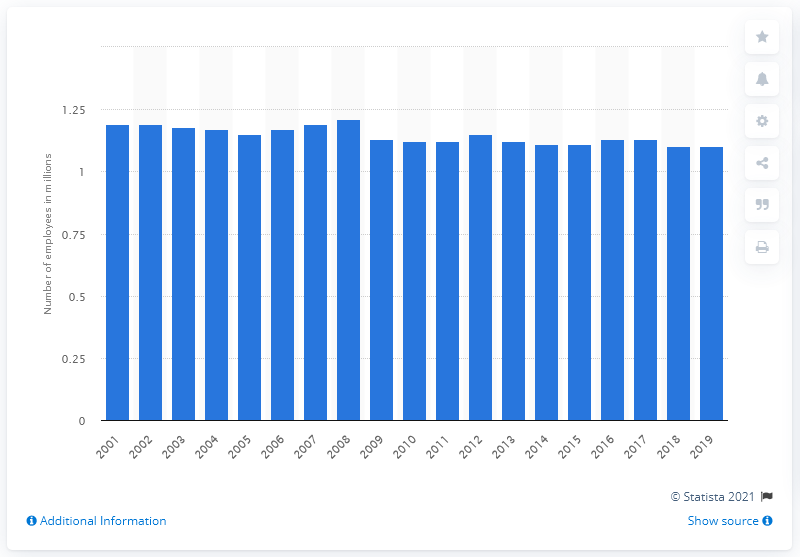 1.25
1
0.75
0.5
0.25
0
Number of employees in millions
2001 2002 2003 2004 2005 2006 2007 2008 2009 2010 2011 2012 2013 2014 2015 2016 2017 2018 2019
© Statista 2021
Additional Information
Show source